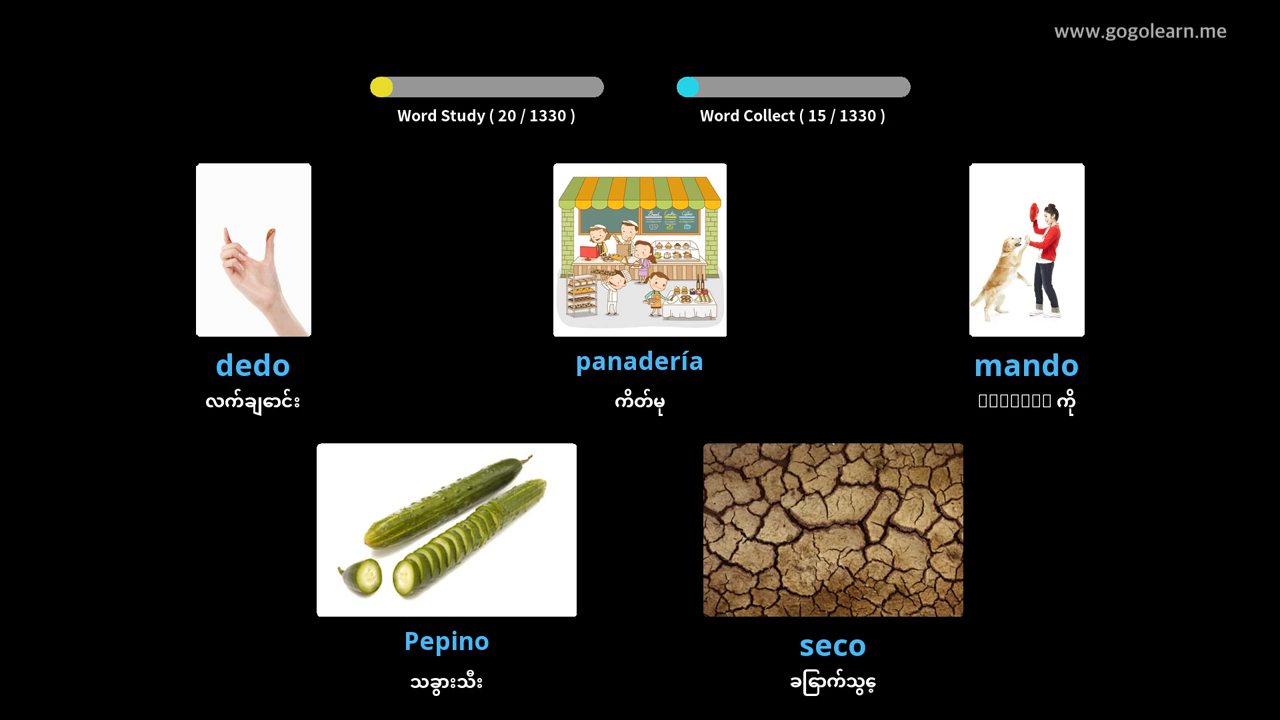 www.gogolearn.me
Word Study ( 20 / 1330 )
Word Collect ( 15 / 1330 )
dedo
panadería
mando
လက်ချောင်း
ကိတ်မု
ကို
Pepino
seco
သခွားသီး
ခြောက်သွေ့